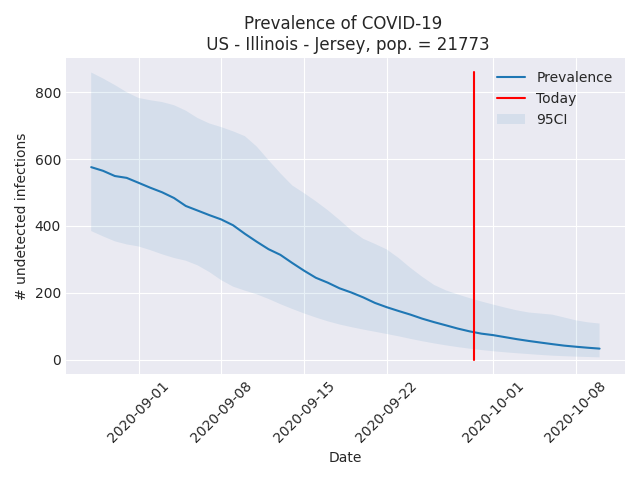 Prevalence of COVID-19
US - Illinois - Jersey, pop. = 21773
Prevalence
Today
95CI
# undetected infections
800
600
400
200
0
2020-09-01
2020-09-08
2020-09-15
2020-09-22
2020-10-01
2020-10-08
Date